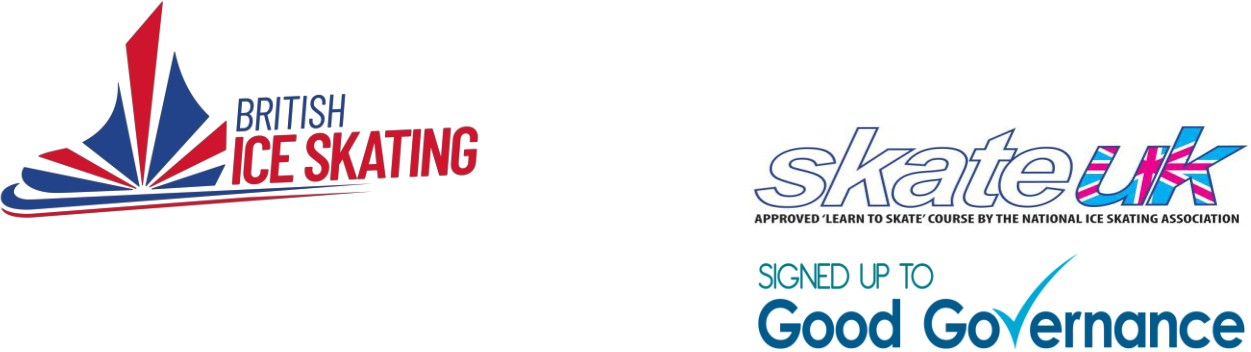 BRITISH
ICE SKATING
skate uk
APPROVED 'LEARN TO SKATE' COURSE BY THE NATIONAL ICE SKATING ASSOCIATION
SIGNED UP TO
Good Governance